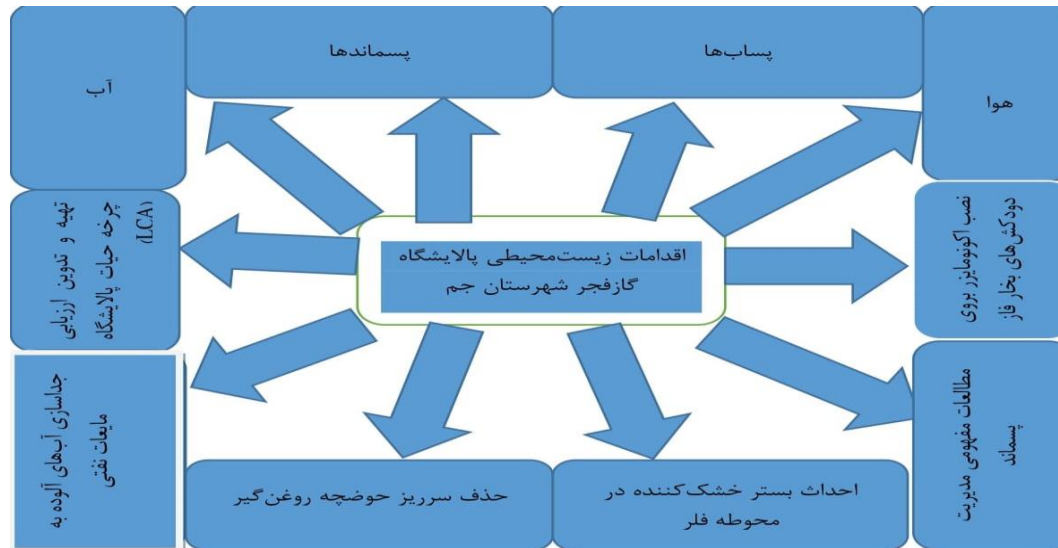 هوا
پساب‌ها
پسماندها
آب
اقدامات زیست‌محیطی پالایشگاه
گازفجر شهرستان جم
نصب اکونومایزر بروی
دودکش‌های بخار فاز
تهیه و تدوین ارزیابی
چرخه حیات پالایشگاه
(LCA)
مطالعات مفهومی مدیریت
پسماند
احداث بستر خشک‌کننده در
محوطه فلر
حذف سرریز حوضچه روغن‌گیر
جداسازی آب‌های آلوده به
مایعات نفتی